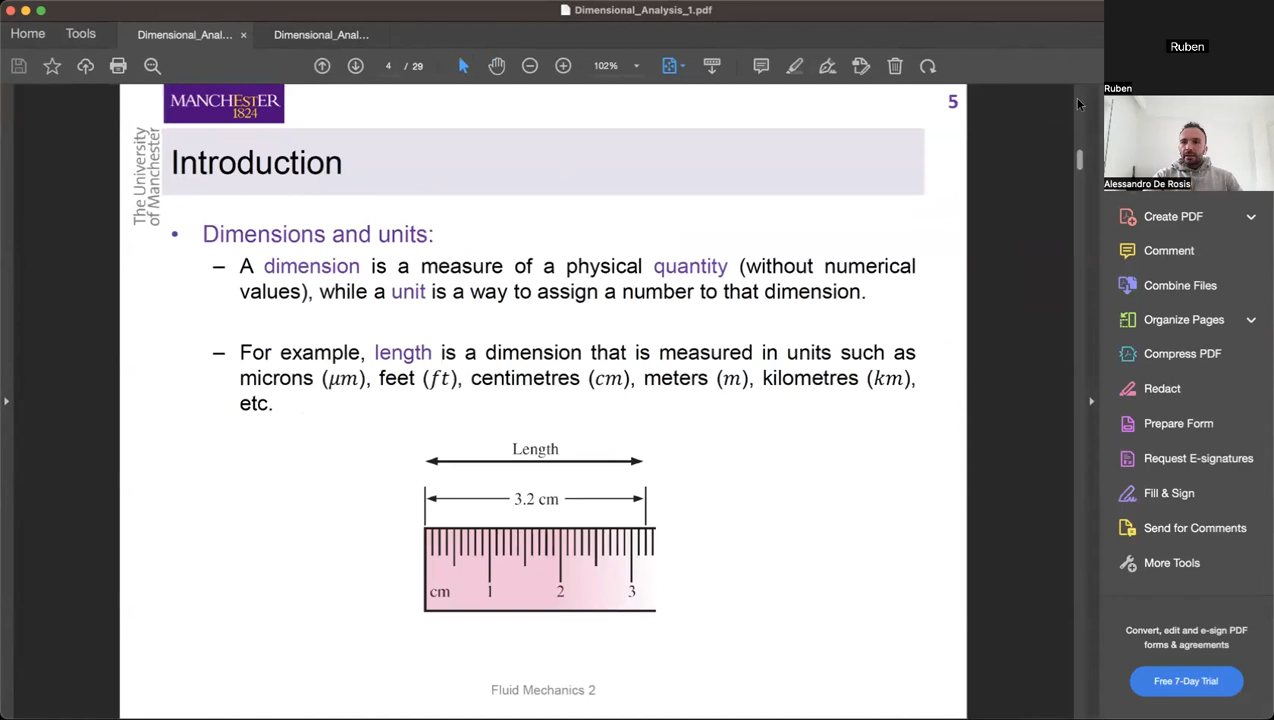 Dimensional_Analysis_1.pdf
Home Tools Dimensional_Anal... × Dimensional_Anal...
4 / 29 102%
Ruben
Ruben
Alessandro De Rosis
MANCHESTER
1824
The University
of Manchester
5
Introduction
• Dimensions and units:
– A dimension is a measure of a physical quantity (without numerical
values), while a unit is a way to assign a number to that dimension.
– For example, length is a dimension that is measured in units such as
microns (μm), feet (ft), centimetres (cm), meters (m), kilometres (km),
etc.
Length
3.2 cm
cm 1 2 3
Fluid Mechanics 2
Create PDF
Comment
Combine Files
Organize Pages
Compress PDF
Redact
Prepare Form
Request E-signatures
Fill & Sign
Send for Comments
More Tools
Convert, edit and e-sign PDF
forms & agreements
Free 7-Day Trial